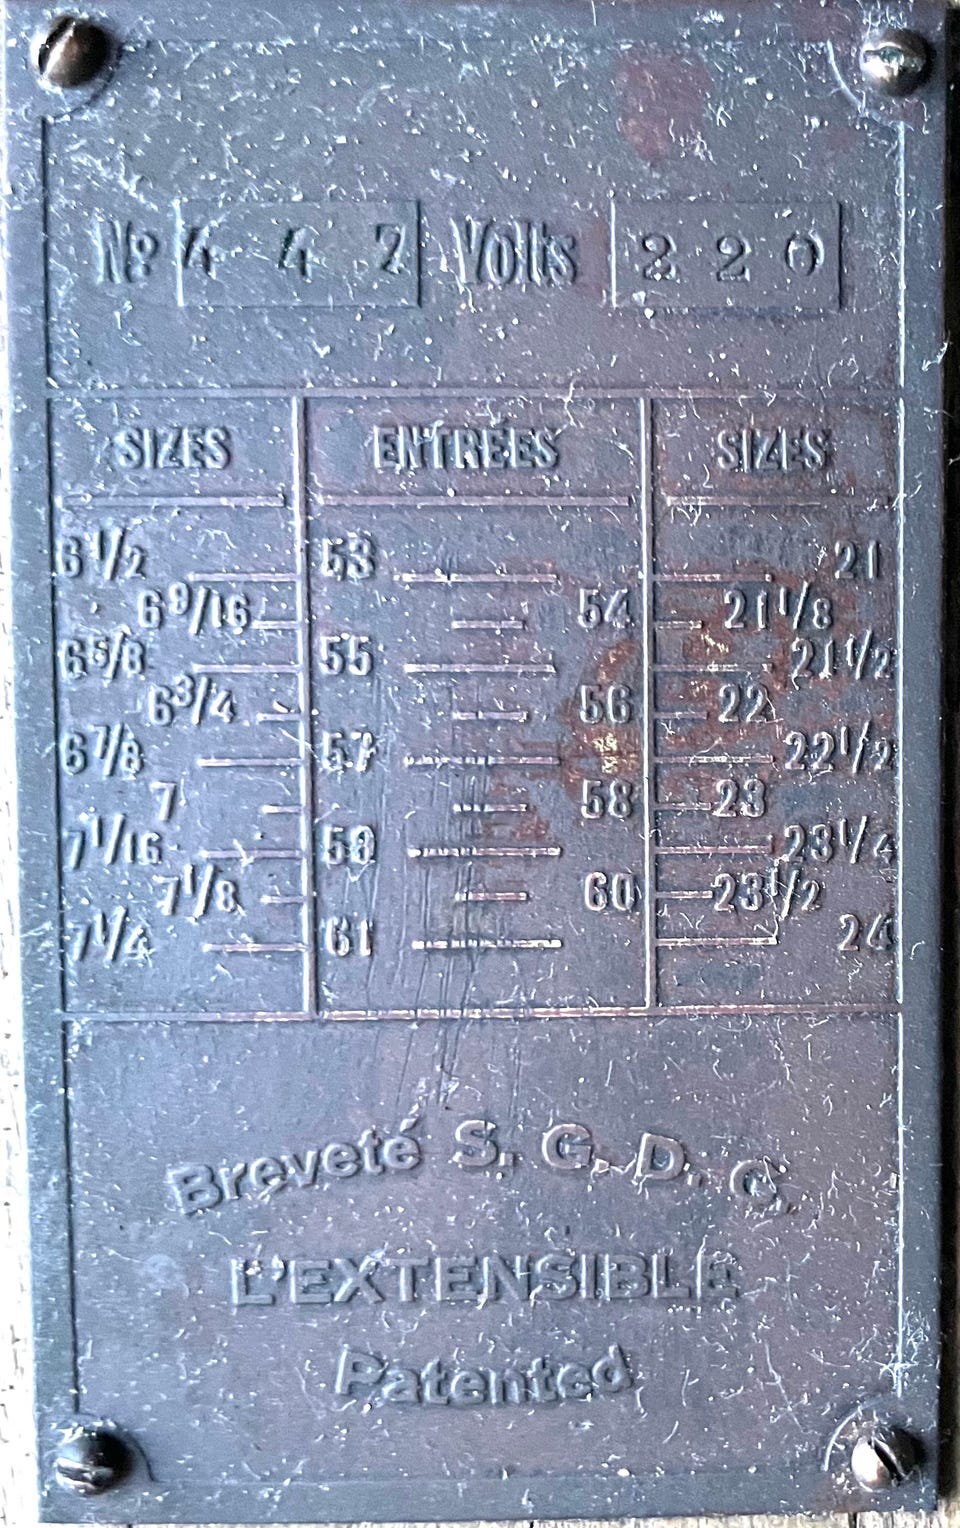 No 4 4 7 Volts 2 2 0
SIZES ENTRÉES SIZES
6 1/2 53 21
6 9/16 54 21 1/8
6 5/8 55 21 1/2
6 3/4 56 22
6 7/8 57 22 1/2
7 58 23
7 1/16 59 23 1/4
7 1/8 60 23 1/2
7 1/4 61 24
Breveté S. G. D. G.
L'EXTENSIBLE
Patented